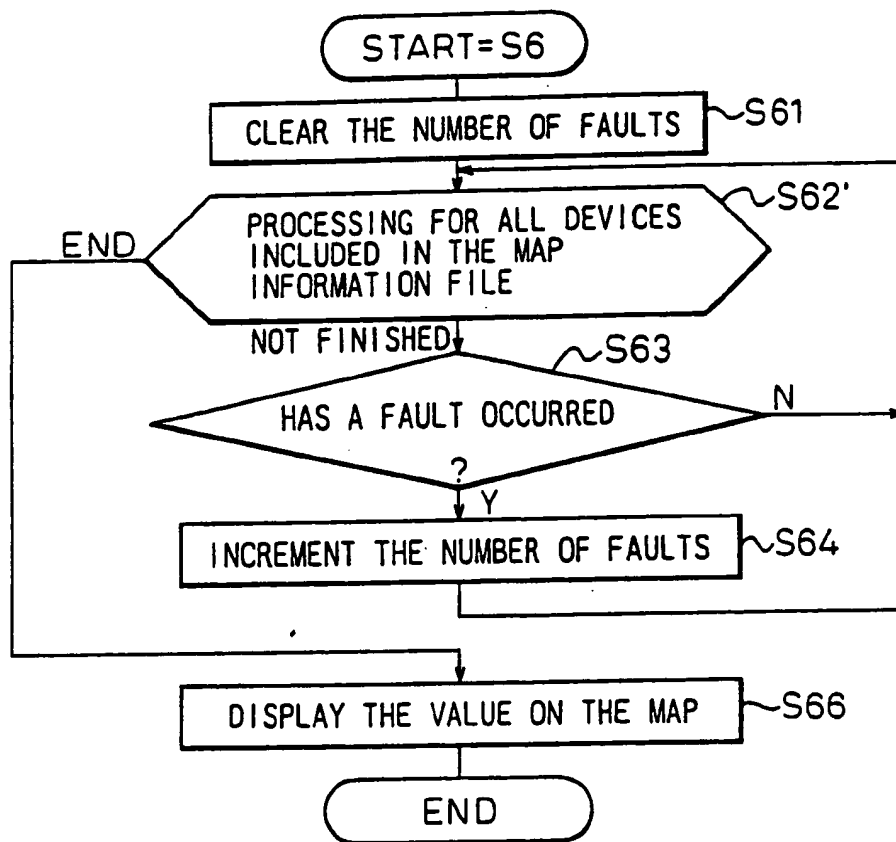 START=S6
CLEAR THE NUMBER OF FAULTS
S61
S62'
PROCESSING FOR ALL DEVICES
INCLUDED IN THE MAP
INFORMATION FILE
END
NOT FINISHED
S63
HAS A FAULT OCCURRED
?
N
Y
INCREMENT THE NUMBER OF FAULTS
S64
DISPLAY THE VALUE ON THE MAP
S66
END